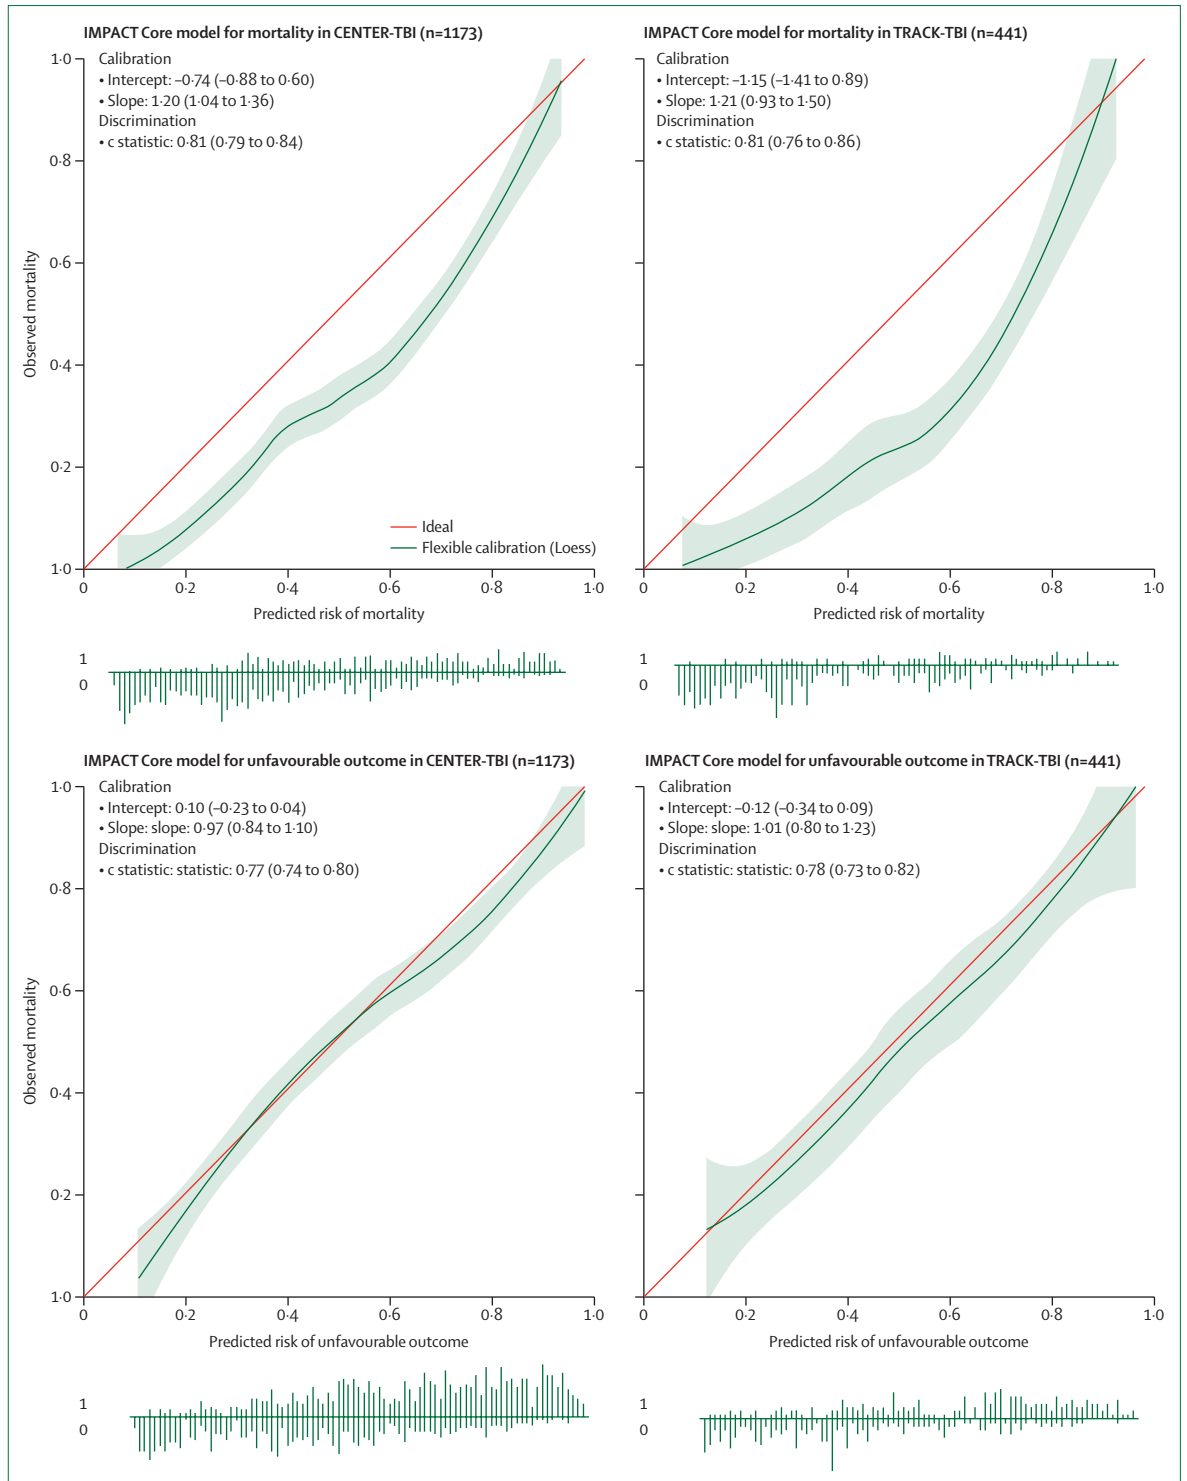 IMPACT Core model for mortality in CENTER-TBI (n=1173)
Calibration
• Intercept: –0·74 (–0·88 to 0·60)
• Slope: 1·20 (1·04 to 1·36)
Discrimination
• c statistic: 0·81 (0·79 to 0·84)
Observed mortality
1·0
0·8
0·6
0·4
0·2
1·0
Ideal
Flexible calibration (Loess)
0
0·2
0·4
0·6
0·8
1·0
Predicted risk of mortality
1
0
IMPACT Core model for mortality in TRACK-TBI (n=441)
Calibration
• Intercept: –1·15 (–1·41 to 0·89)
• Slope: 1·21 (0·93 to 1·50)
Discrimination
• c statistic: 0·81 (0·76 to 0·86)
0
0·2
0·4
0·6
0·8
1·0
Predicted risk of mortality
1
0
IMPACT Core model for unfavourable outcome in CENTER-TBI (n=1173)
Calibration
• Intercept: 0·10 (–0·23 to 0·04)
• Slope: slope: 0·97 (0·84 to 1·10)
Discrimination
• c statistic: statistic: 0·77 (0·74 to 0·80)
Observed mortality
1·0
0·8
0·6
0·4
0·2
1·0
0
0·2
0·4
0·6
0·8
1·0
Predicted risk of unfavourable outcome
1
0
IMPACT Core model for unfavourable outcome in TRACK-TBI (n=441)
Calibration
• Intercept: –0·12 (–0·34 to 0·09)
• Slope: slope: 1·01 (0·80 to 1·23)
Discrimination
• c statistic: statistic: 0·78 (0·73 to 0·82)
0
0·2
0·4
0·6
0·8
1·0
Predicted risk of unfavourable outcome
1
0